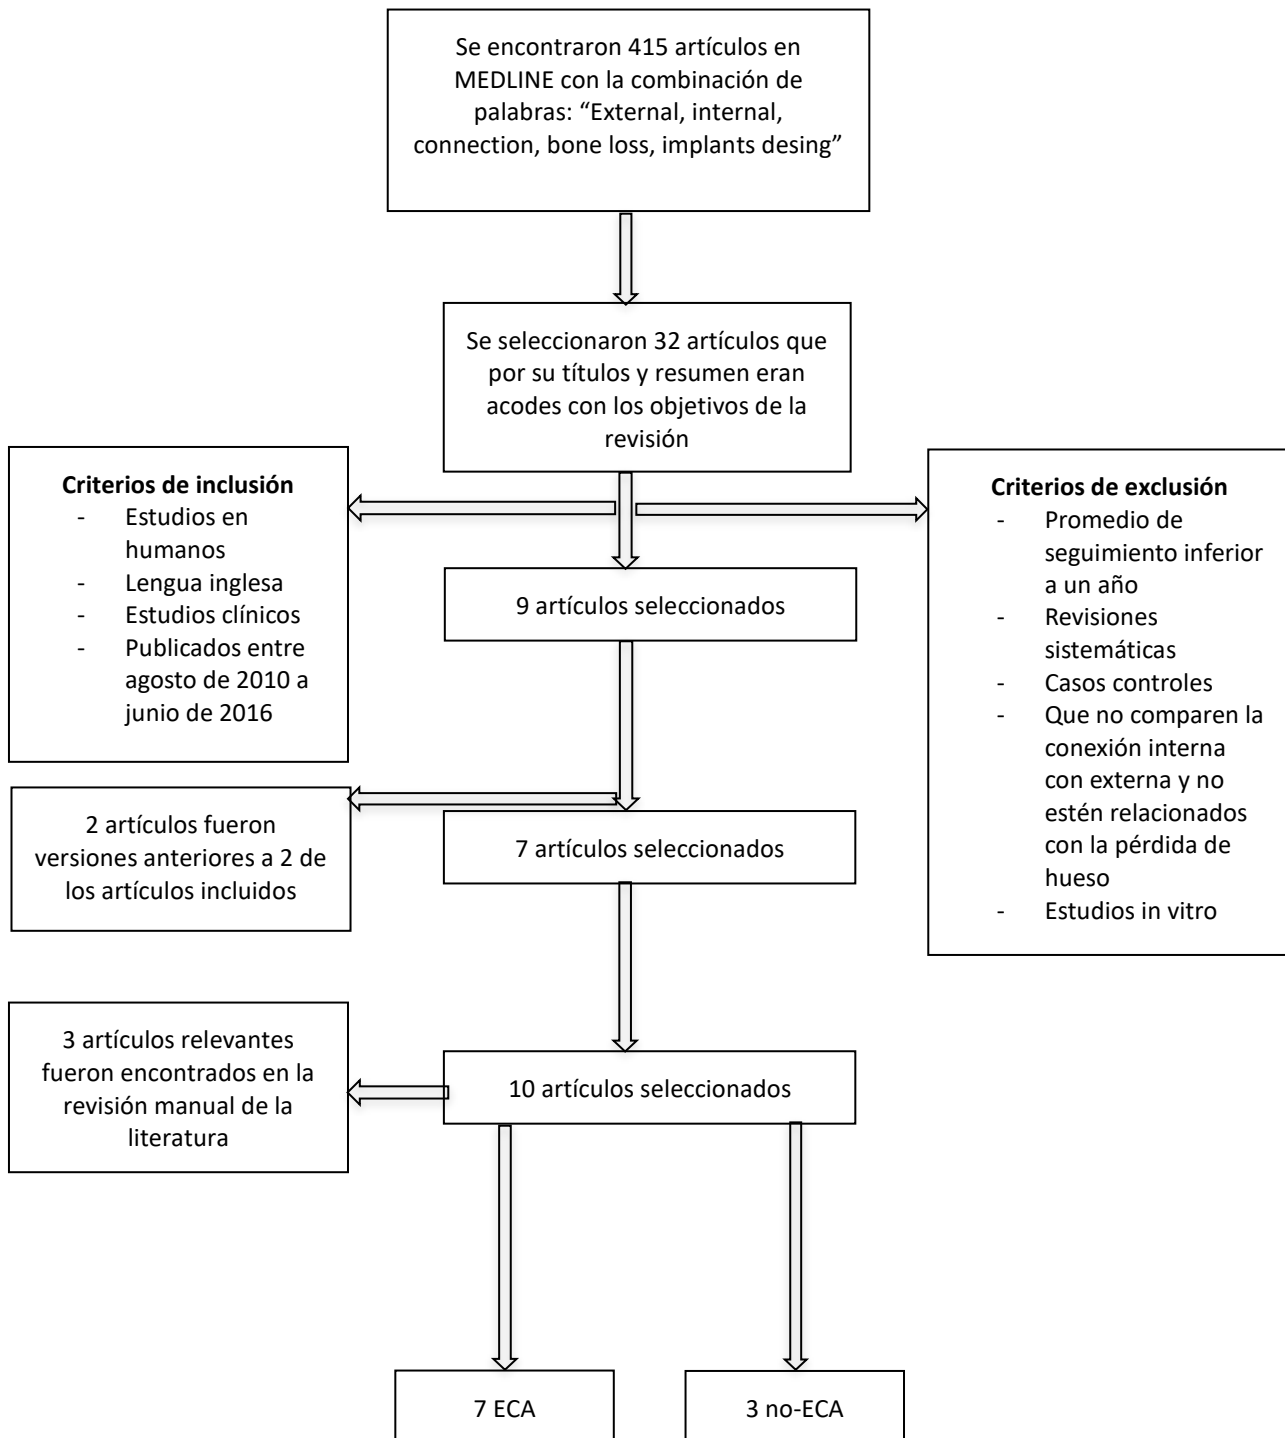 Se encontraron 415 artículos en
MEDLINE con la combinación de
palabras: “External, internal,
connection, bone loss, implants desing”
Se seleccionaron 32 artículos que
por su títulos y resumen eran
acodes con los objetivos de la
revisión
Criterios de inclusión
- Estudios en
humanos
- Lengua inglesa
- Estudios clínicos
- Publicados entre
agosto de 2010 a
junio de 2016
Criterios de exclusión
- Promedio de
seguimiento inferior
a un año
- Revisiones
sistemáticas
- Casos controles
- Que no comparen la
conexión interna
con externa y no
estén relacionados
con la pérdida de
hueso
- Estudios in vitro
9 artículos seleccionados
2 artículos fueron
versiones anteriores a 2 de
los artículos incluidos
7 artículos seleccionados
3 artículos relevantes
fueron encontrados en la
revisión manual de la
literatura
10 artículos seleccionados
7 ECA
3 no-ECA